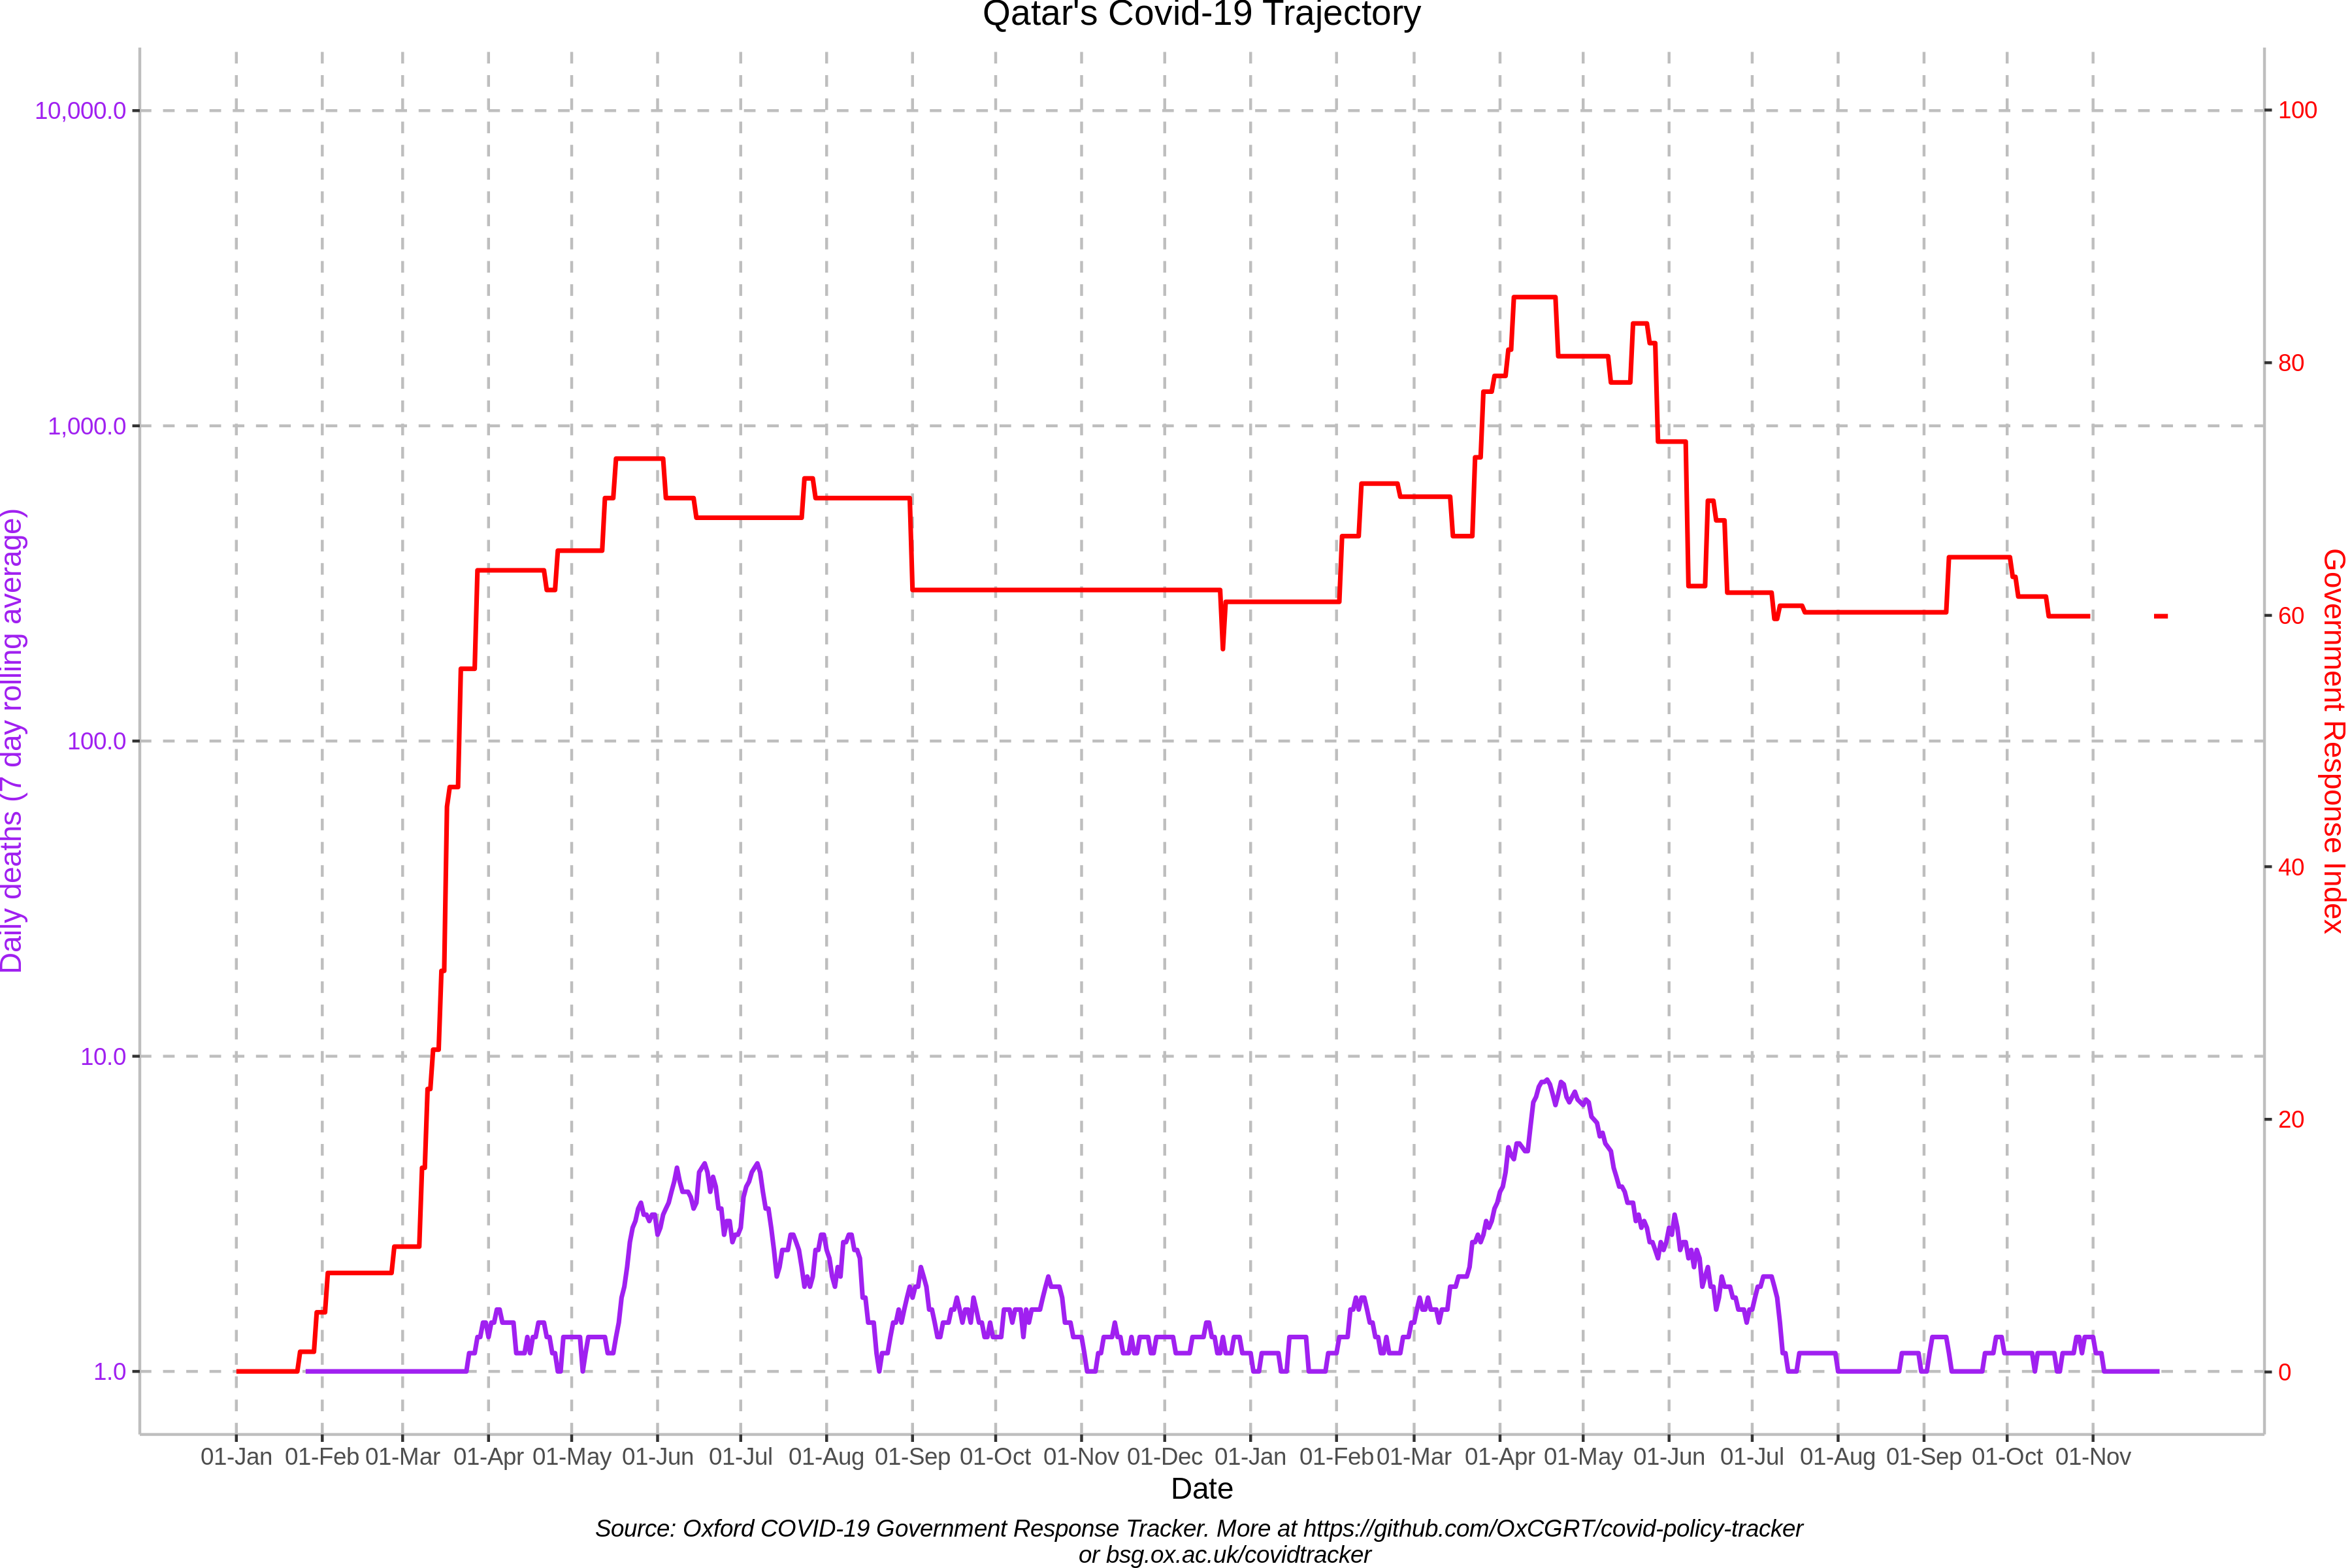 Qatar's Covid-19 Trajectory
10,000.0
1,000.0
100.0
10.0
1.0
Daily deaths (7 day rolling average)
100
80
60
40
20
0
Government Response Index
01-Jan 01-Feb 01-Mar 01-Apr 01-May 01-Jun 01-Jul 01-Aug 01-Sep 01-Oct 01-Nov 01-Dec 01-Jan 01-Feb 01-Mar 01-Apr 01-May 01-Jun 01-Jul 01-Aug 01-Sep 01-Oct 01-Nov
Date
Source: Oxford COVID-19 Government Response Tracker. More at https://github.com/OxCGRT/covid-policy-tracker
or bsg.ox.ac.uk/covidtracker